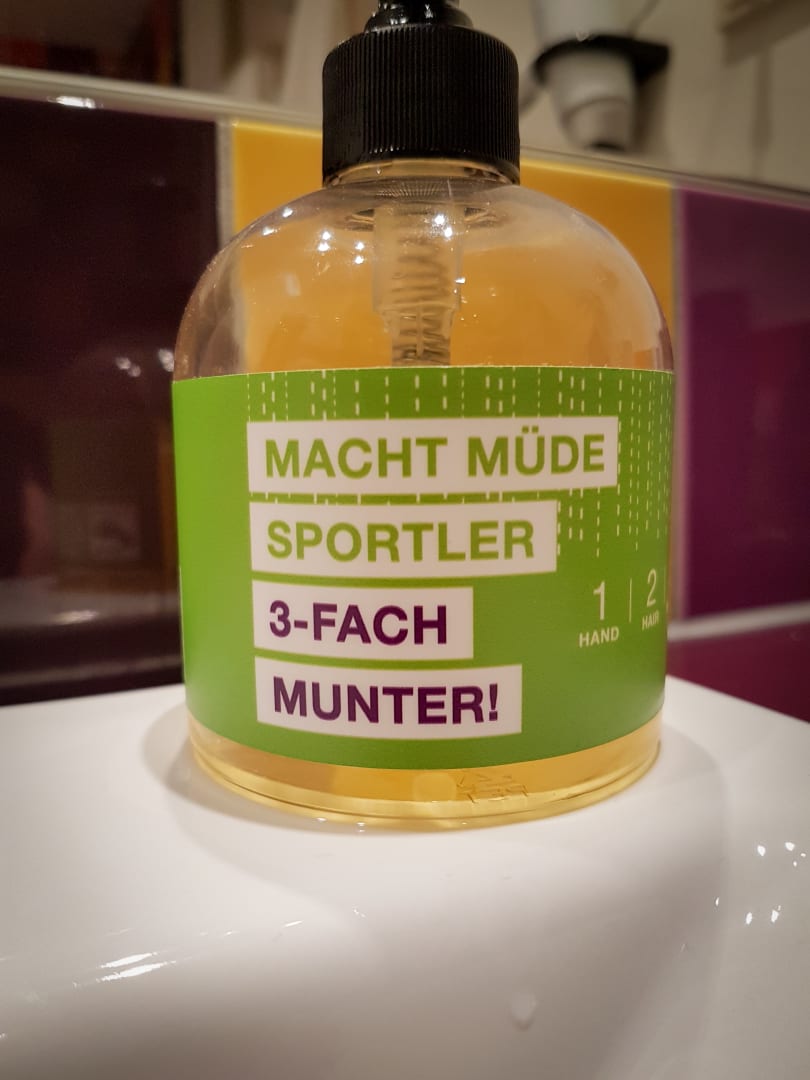 MACHT MÜDE
SPORTLER
3-FACH
MUNTER!
1 2
HAND HAIR